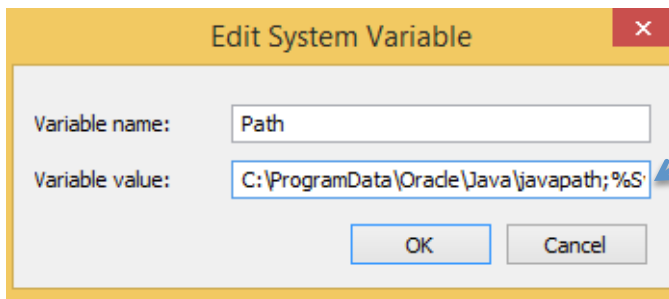 Edit System Variable
Variable name: Path
Variable value: C:\ProgramData\Oracle\Java\javapath;%S
OK Cancel